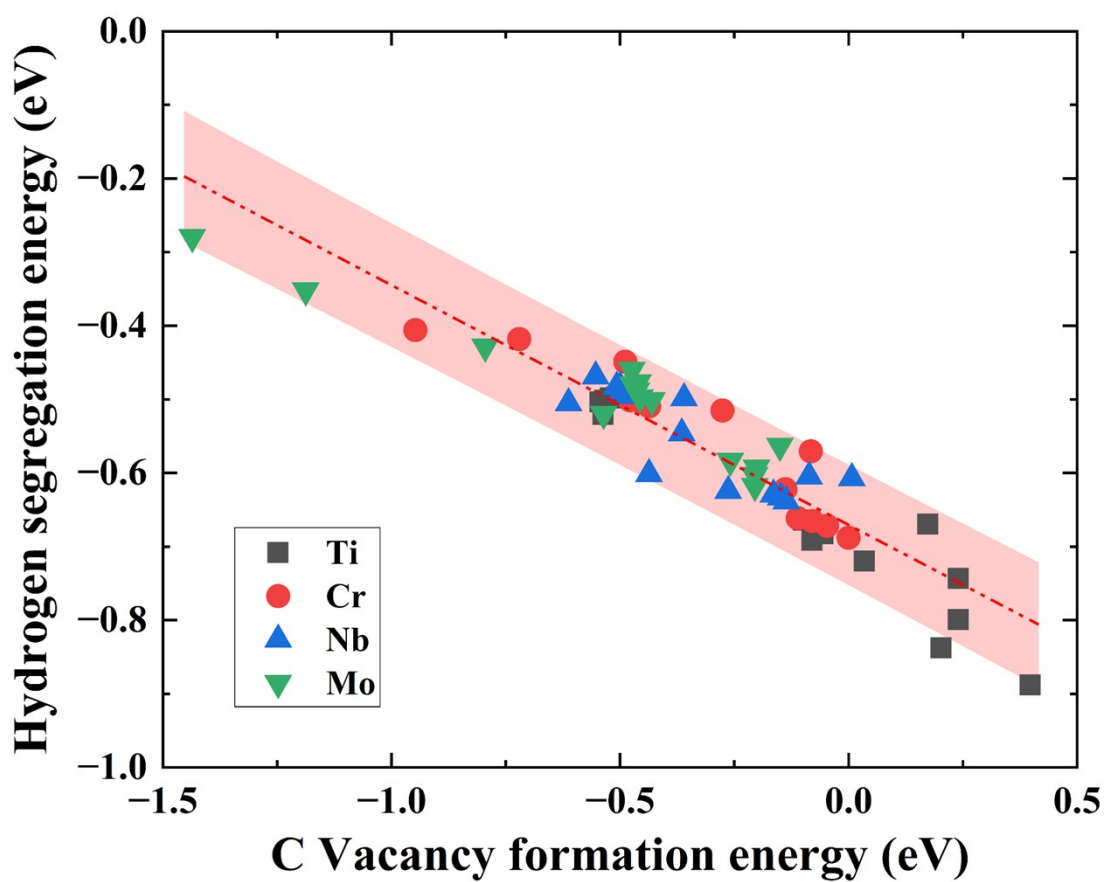 Hydrogen segregation energy (eV)
0.0
−0.2
−0.4
−0.6
−0.8
−1.0
Ti
Cr
Nb
Mo
−1.5
−1.0
−0.5
0.0
0.5
C Vacancy formation energy (eV)